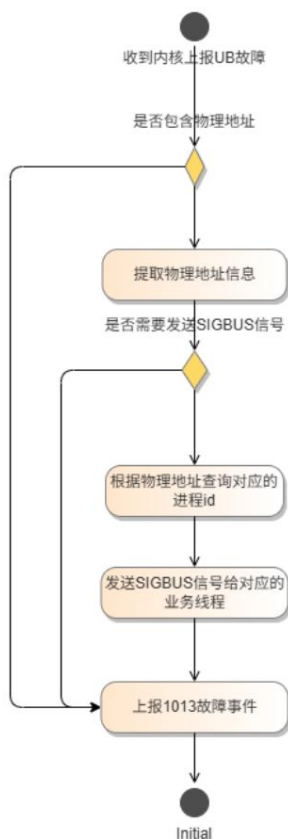 收到内核上报UB故障
是否包含物理地址
提取物理地址信息
是否需要发送SIGBUS信号
根据物理地址查询对应的
进程id
发送SIGBUS信号给对应的
业务线程
上报1013故障事件
Initial